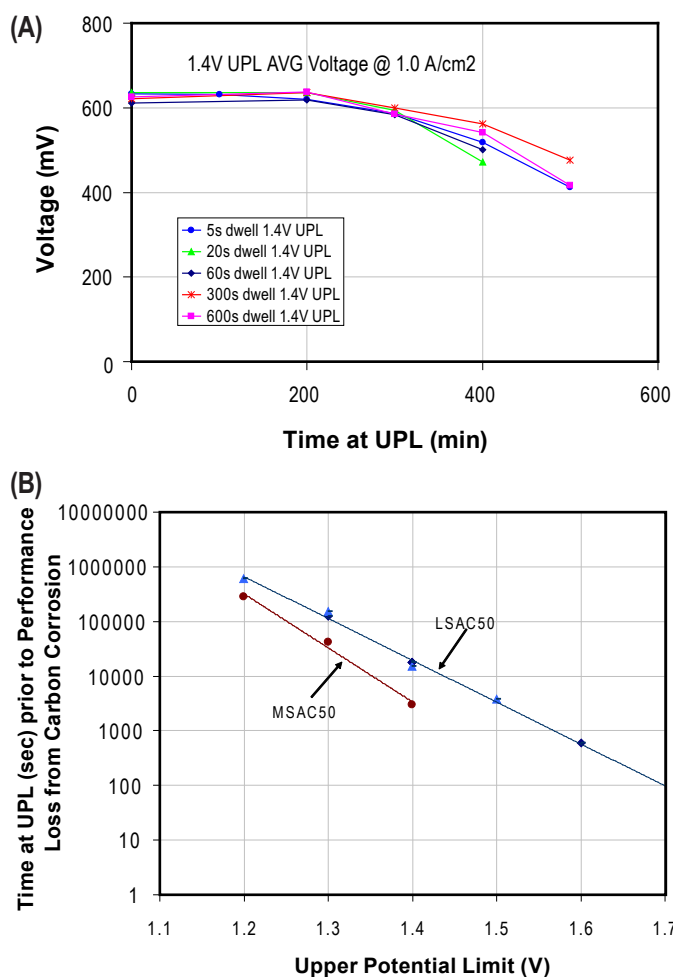 (A)
800
600
400
200
0
Voltage (mV)
1.4V UPL AVG Voltage @ 1.0 A/cm2
5s dwell 1.4V UPL
20s dwell 1.4V UPL
60s dwell 1.4V UPL
300s dwell 1.4V UPL
600s dwell 1.4V UPL
0 200 400 600
Time at UPL (min)
(B)
10000000
1000000
100000
10000
1000
100
10
1
Time at UPL (sec) prior to Performance
Loss from Carbon Corrosion
LSAC50
MSAC50
1.1 1.2 1.3 1.4 1.5 1.6 1.7
Upper Potential Limit (V)